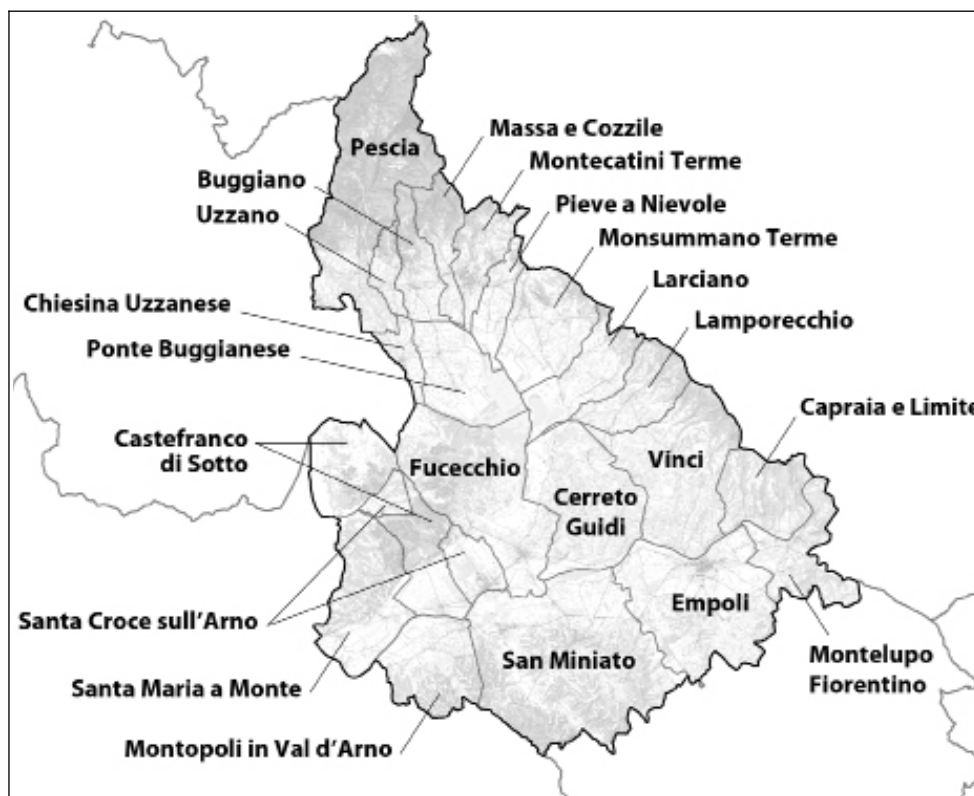 Pescia
Massa e Cozzile
Montecatini Terme
Buggiano
Pieve a Nievole
Uzzano
Monsummano Terme
Larciano
Chiesina Uzzanese
Lamporecchio
Ponte Buggianese
Capraia e Limite
Castefranco
di Sotto
Fucecchio
Vinci
Cerreto
Guidi
Empoli
Santa Croce sull'Arno
San Miniato
Montelupo
Fiorentino
Santa Maria a Monte
Montopoli in Val d'Arno